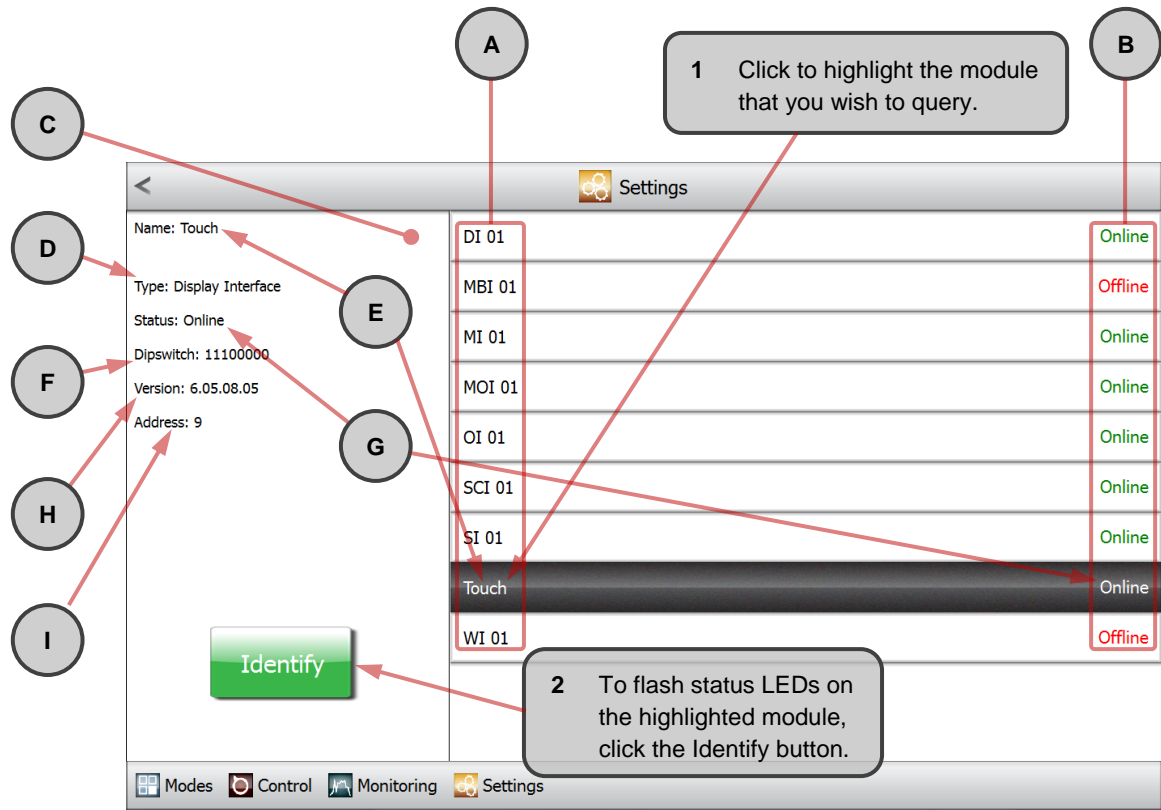 A
B
1 Click to highlight the module
that you wish to query.
C
< Settings
Name: Touch
D
Type: Display Interface
Status: Online
E
Dipswitch: 11100000
F
Version: 6.05.08.05
Address: 9
G
H
I
DI 01 Online
MBI 01 Offline
MI 01 Online
MOI 01 Online
OI 01 Online
SCI 01 Online
SI 01 Online
Touch Online
WI 01 Offline
Identify
2 To flash status LEDs on
the highlighted module,
click the Identify button.
Modes Control Monitoring Settings